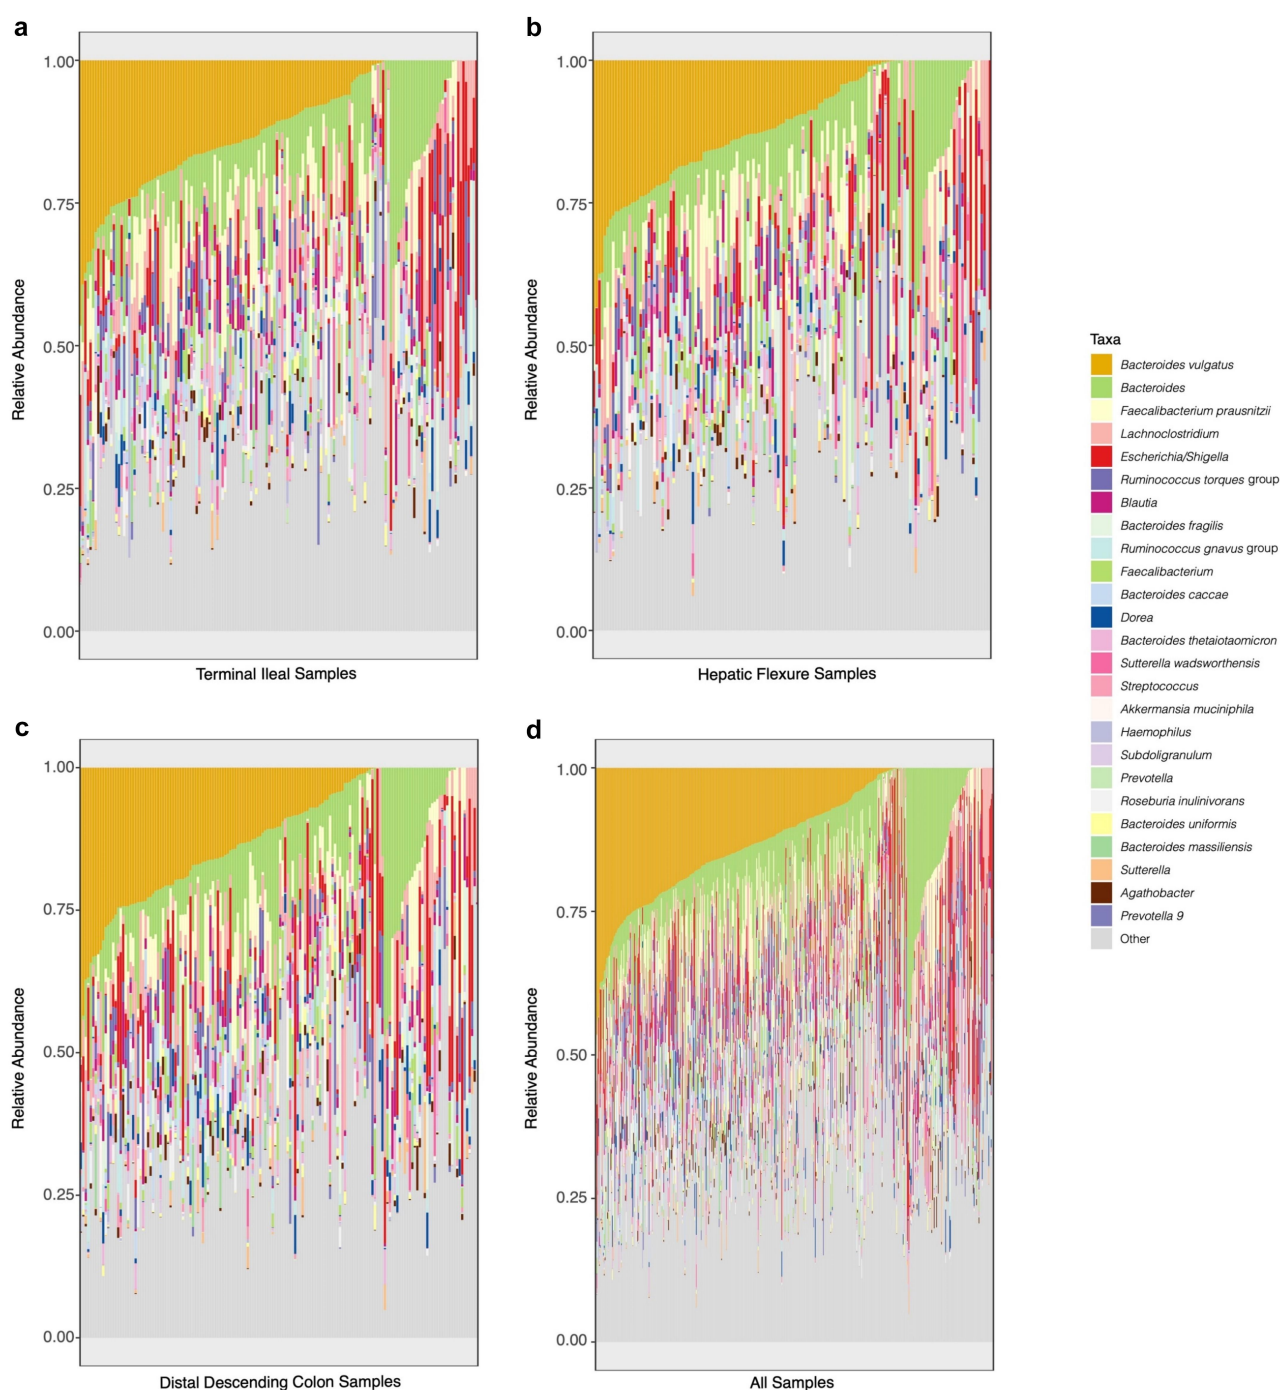 a
1.00
0.75
0.50
0.25
0.00
Relative Abundance
Terminal Ileal Samples
b
1.00
0.75
0.50
0.25
0.00
Relative Abundance
Hepatic Flexure Samples
c
1.00
0.75
0.50
0.25
0.00
Relative Abundance
Distal Descending Colon Samples
d
1.00
0.75
0.50
0.25
0.00
Relative Abundance
All Samples
Taxa
Bacteroides vulgatus
Bacteroides
Faecalibacterium prausnitzii
Lachnoclostridium
Escherichia/Shigella
Ruminococcus torques group
Blautia
Bacteroides fragilis
Ruminococcus gnavus group
Faecalibacterium
Bacteroides caccae
Dorea
Bacteroides thetaiotaomicron
Sutterella wadsworthensis
Streptococcus
Akkermansia muciniphila
Haemophilus
Subdoligranulum
Prevotella
Roseburia inulinivorans
Bacteroides uniformis
Bacteroides massiliensis
Sutterella
Agathobacter
Prevotella 9
Other